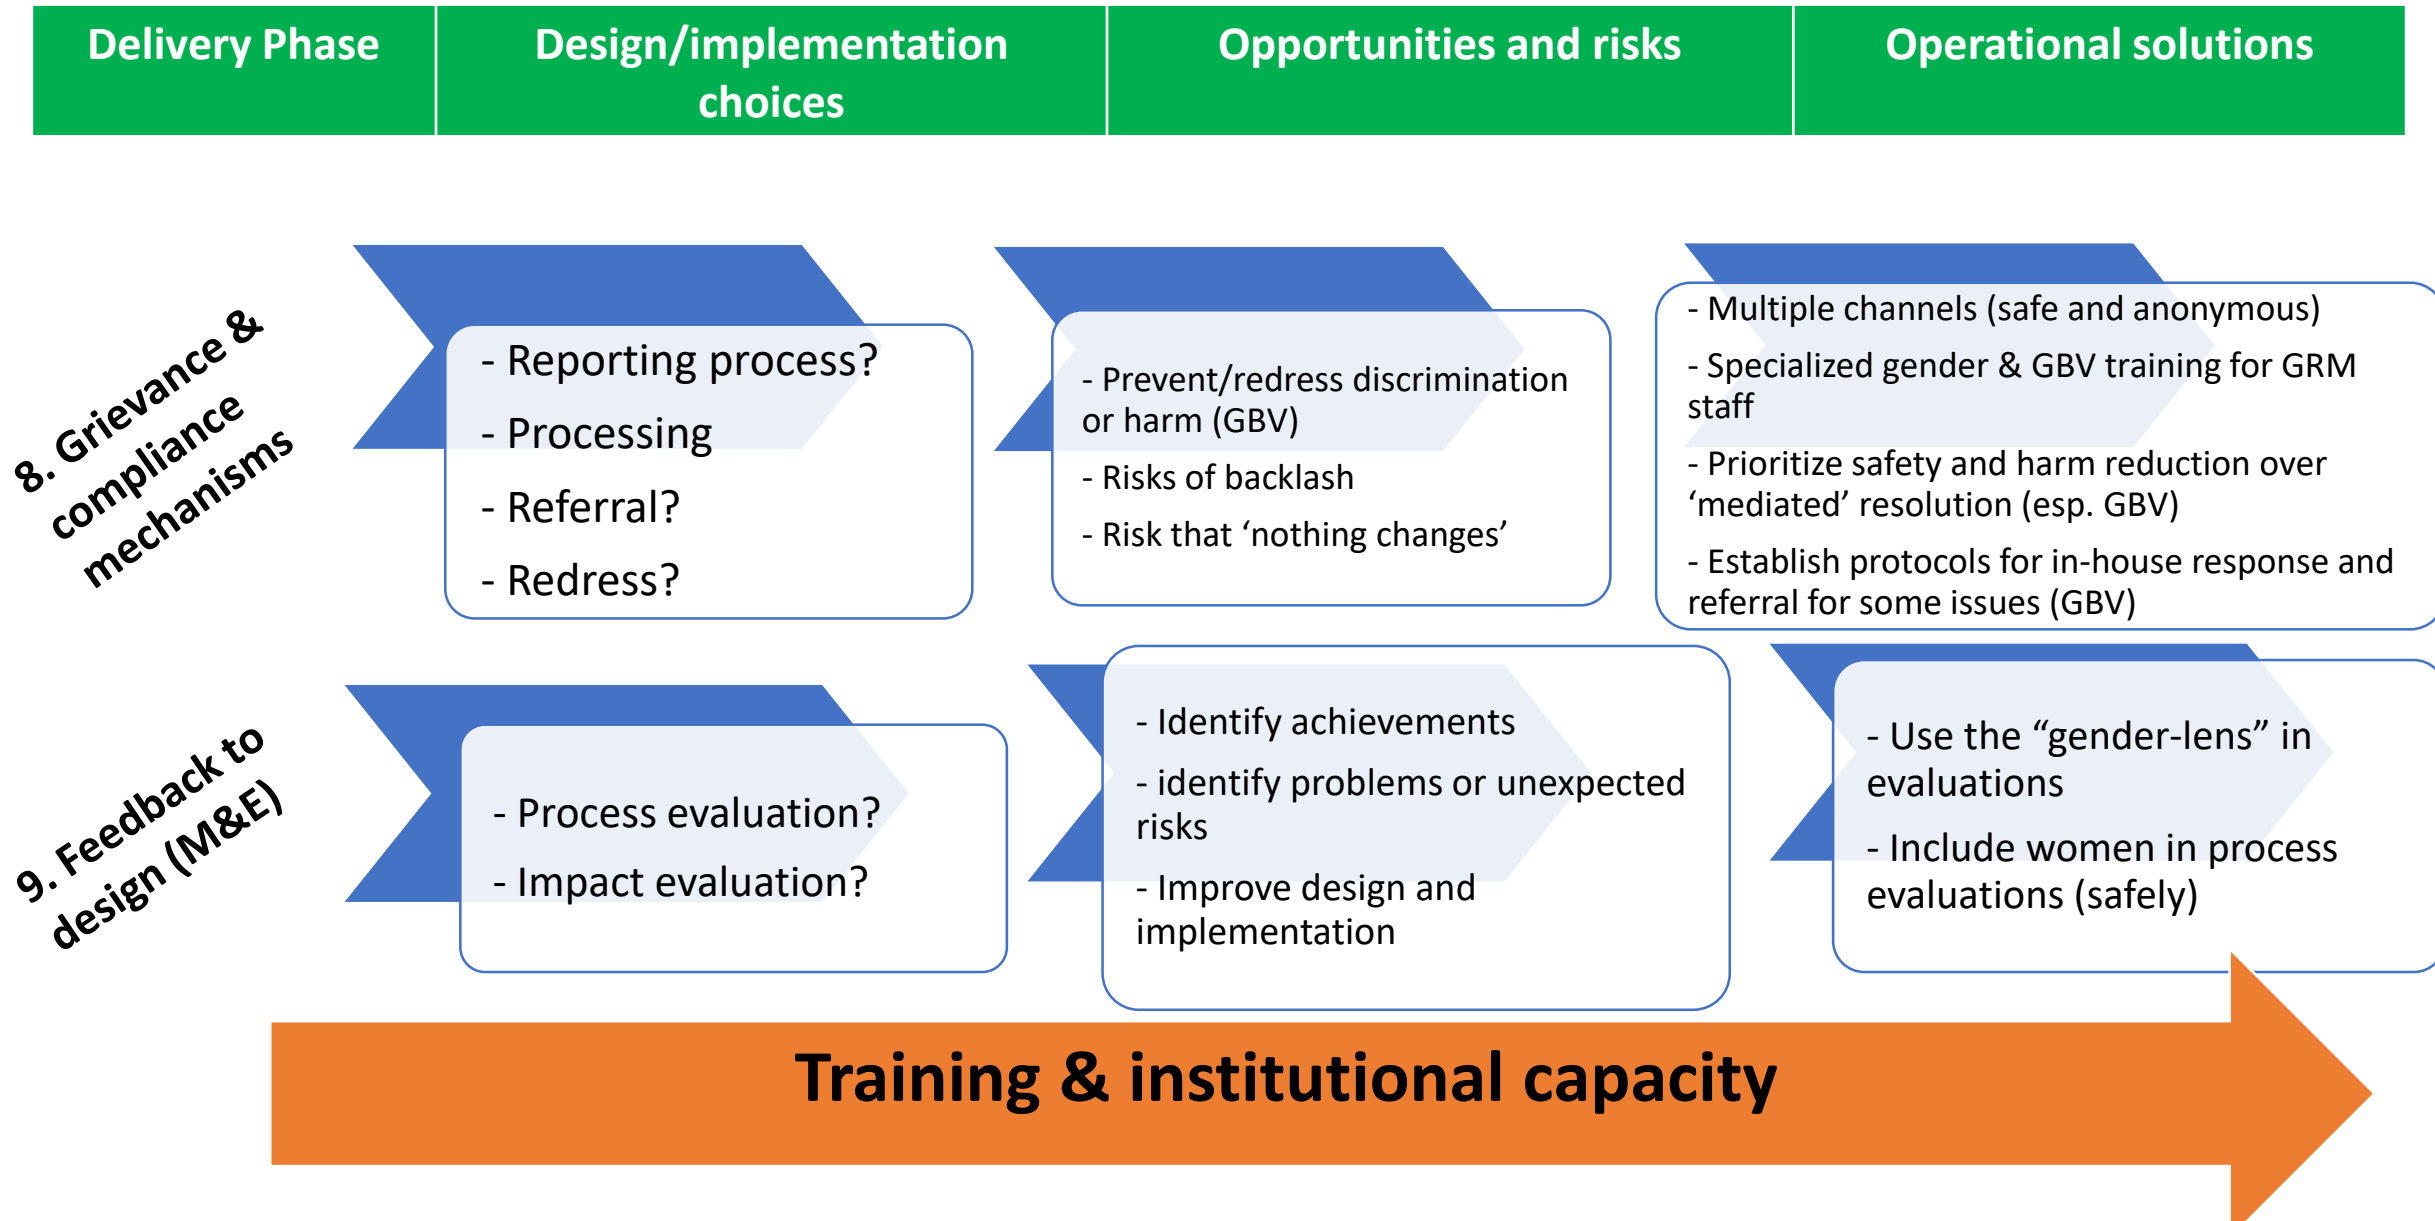 Delivery Phase
Design/implementation
choices
Opportunities and risks
Operational solutions
8. Grievance &
compliance
mechanisms
- Reporting process?
- Processing
- Referral?
- Redress?
- Prevent/redress discrimination
or harm (GBV)
- Risks of backlash
- Risk that ‘nothing changes’
- Multiple channels (safe and anonymous)
- Specialized gender & GBV training for GRM
staff
- Prioritize safety and harm reduction over
‘mediated’ resolution (esp. GBV)
- Establish protocols for in-house response and
referral for some issues (GBV)
9. Feedback to
design (M&E)
- Process evaluation?
- Impact evaluation?
- Identify achievements
- identify problems or unexpected
risks
- Improve design and
implementation
- Use the “gender-lens” in
evaluations
- Include women in process
evaluations (safely)
Training & institutional capacity